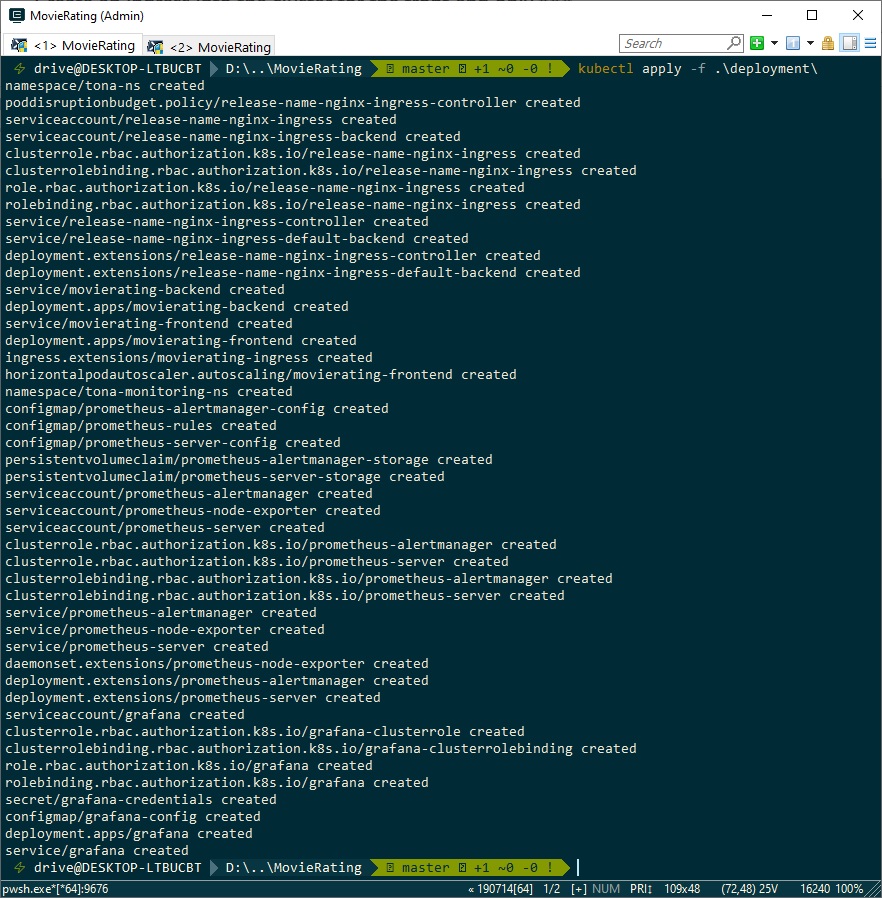 MovieRating (Admin)
<1> MovieRating
<2> MovieRating
Search
drive@DESKTOP-LTBUCBT D:\..\MovieRating master +1 ~0 -0 ! kubectl apply -f .\deployment\
namespace/tona-ns created
poddisruptionbudget.policy/release-name-nginx-ingress-controller created
serviceaccount/release-name-nginx-ingress created
serviceaccount/release-name-nginx-ingress-backend created
clusterrole.rbac.authorization.k8s.io/release-name-nginx-ingress created
clusterrolebinding.rbac.authorization.k8s.io/release-name-nginx-ingress created
role.rbac.authorization.k8s.io/release-name-nginx-ingress created
rolebinding.rbac.authorization.k8s.io/release-name-nginx-ingress created
service/release-name-nginx-ingress-controller created
service/release-name-nginx-ingress-default-backend created
deployment.extensions/release-name-nginx-ingress-controller created
deployment.extensions/release-name-nginx-ingress-default-backend created
service/movierating-backend created
deployment.apps/movierating-backend created
service/movierating-frontend created
deployment.apps/movierating-frontend created
ingress.extensions/movierating-ingress created
horizontalpodautoscaler.autoscaling/movierating-frontend created
namespace/tona-monitoring-ns created
configmap/prometheus-alertmanager-config created
configmap/prometheus-rules created
configmap/prometheus-server-config created
persistentvolumeclaim/prometheus-alertmanager-storage created
persistentvolumeclaim/prometheus-server-storage created
serviceaccount/prometheus-alertmanager created
serviceaccount/prometheus-node-exporter created
serviceaccount/prometheus-server created
clusterrole.rbac.authorization.k8s.io/prometheus-alertmanager created
clusterrole.rbac.authorization.k8s.io/prometheus-server created
clusterrolebinding.rbac.authorization.k8s.io/prometheus-alertmanager created
clusterrolebinding.rbac.authorization.k8s.io/prometheus-server created
service/prometheus-alertmanager created
service/prometheus-node-exporter created
service/prometheus-server created
daemonset.extensions/prometheus-node-exporter created
deployment.extensions/prometheus-alertmanager created
deployment.extensions/prometheus-server created
serviceaccount/grafana created
clusterrole.rbac.authorization.k8s.io/grafana-clusterrole created
clusterrolebinding.rbac.authorization.k8s.io/grafana-clusterrolebinding created
role.rbac.authorization.k8s.io/grafana created
rolebinding.rbac.authorization.k8s.io/grafana created
secret/grafana-credentials created
configmap/grafana-config created
deployment.apps/grafana created
service/grafana created
drive@DESKTOP-LTBUCBT D:\..\MovieRating master +1 ~0 -0 !
pwsh.exe*[*64]:9676 « 190714[64] 1/2 [+] NUM PRI↕ 109x48 (72,48) 25V 16240 100%